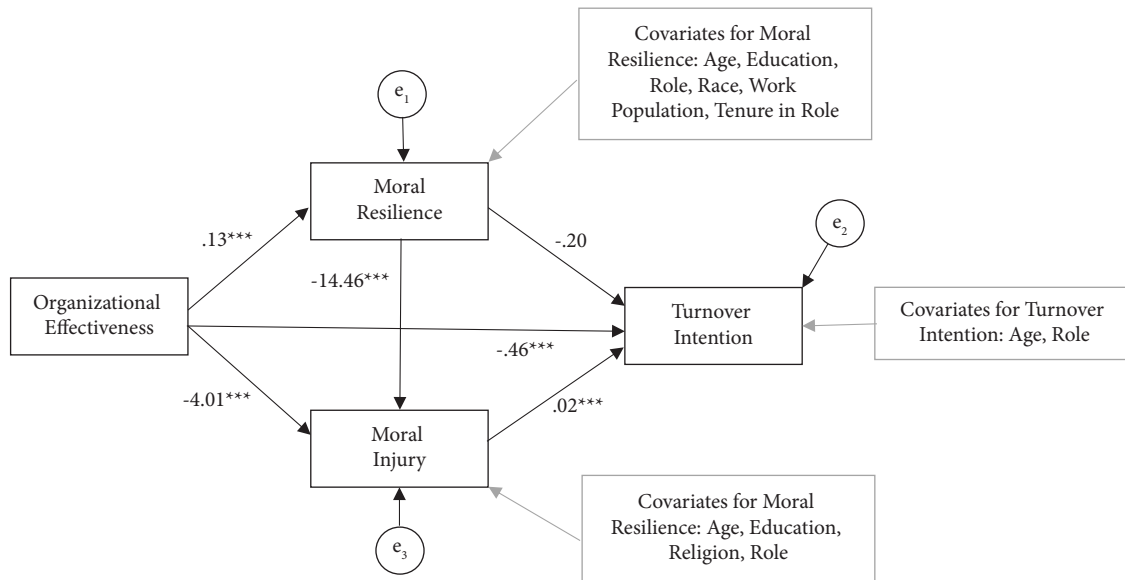 Covariates for Moral
Resilience: Age, Education,
Role, Race, Work
Population, Tenure in Role
e1
Moral
Resilience
e2
.13***
-.20
-14.46***
Organizational
Effectiveness
Turnover
Intention
Covariates for Turnover
Intention: Age, Role
-.46***
-4.01***
.02***
Moral
Injury
Covariates for Moral
Resilience: Age, Education,
Religion, Role
e3